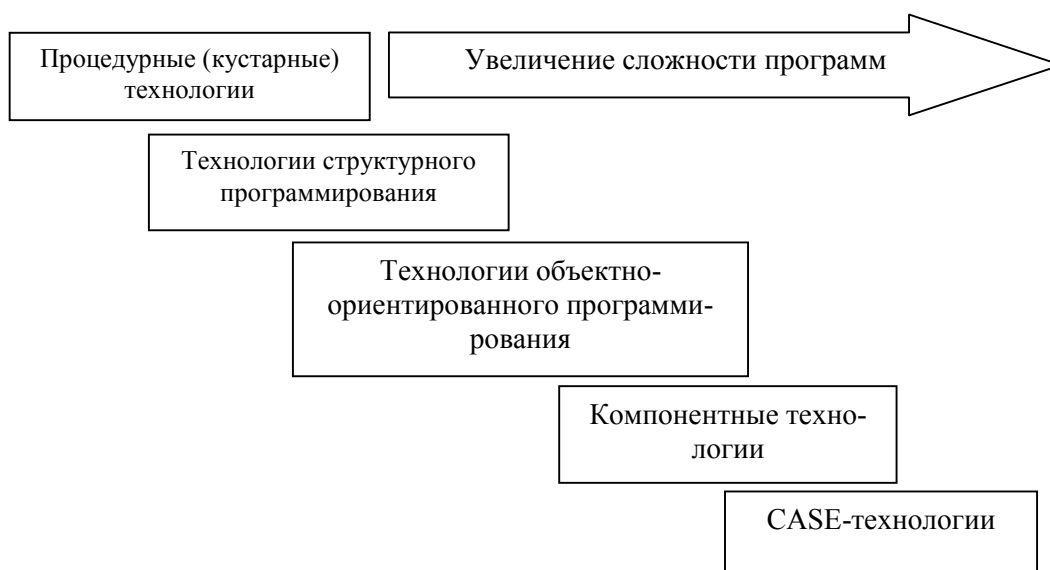 Процедурные (кустарные)
технологии
Увеличение сложности программ
Технологии структурного
программирования
Технологии объектно-
ориентированного программи-
рования
Компонентные техно-
логии
CASE-технологии